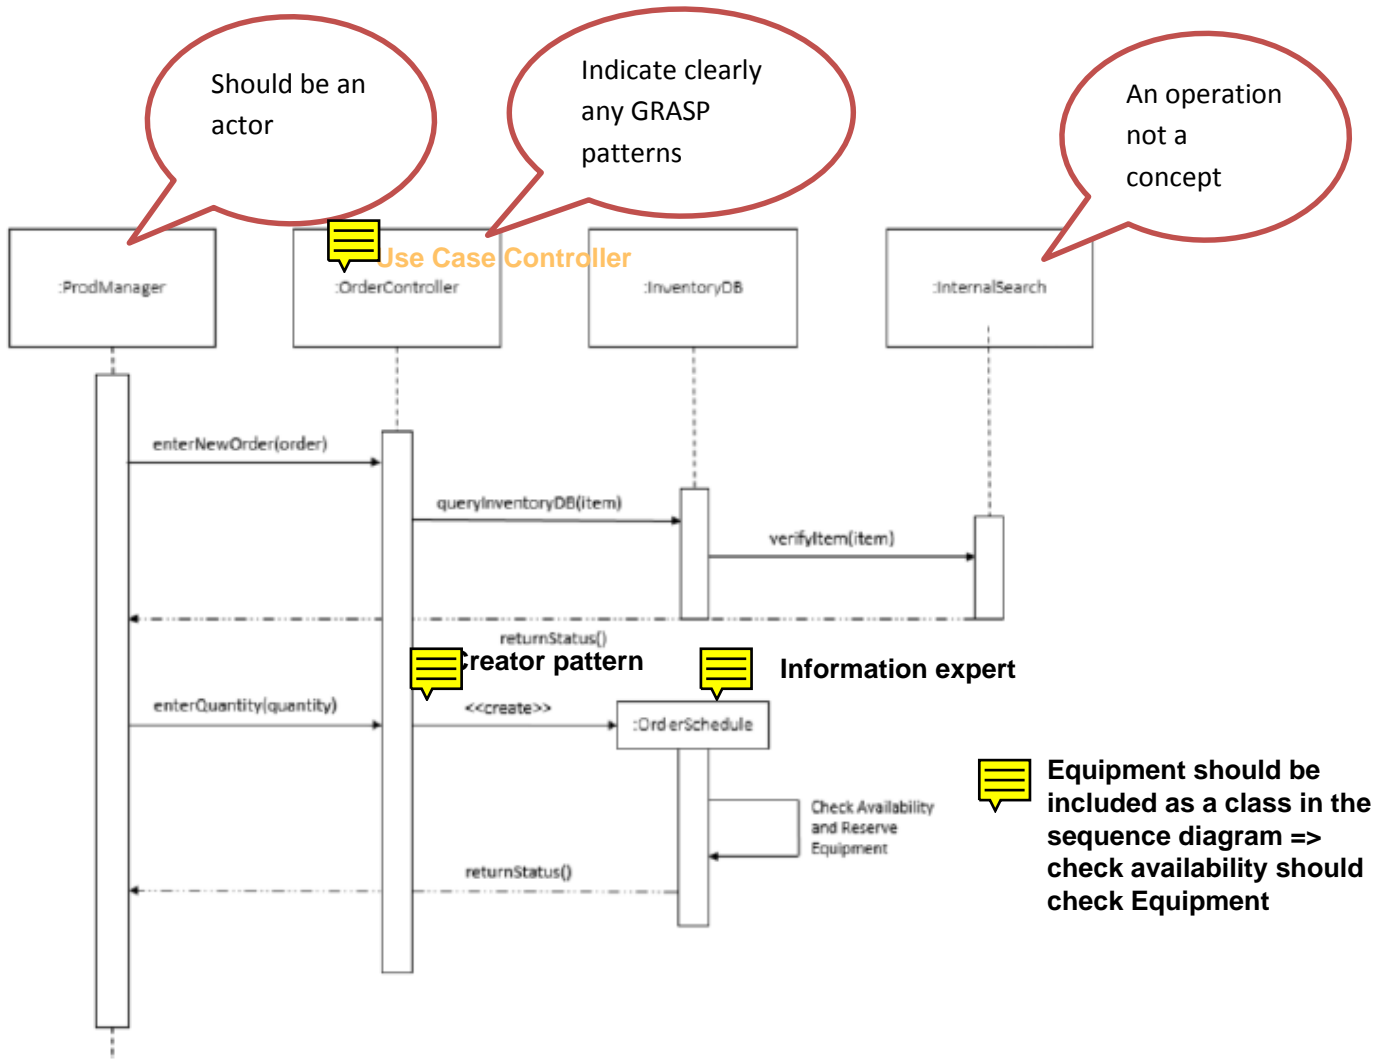 Should be an
actor
Indicate clearly
any GRASP
patterns
An operation
not a
concept
Use Case Controller
:ProdManager
:OrderController
:InventoryDB
:InternalSearch
enterNewOrder(order)
queryInventoryDB(item)
verifyItem(item)
returnStatus()
Creator pattern
Information expert
enterQuantity(quantity)
<<create>>
:OrderSchedule
Equipment should be
included as a class in the
sequence diagram =>
check availability should
check Equipment
Check Availability
and Reserve
Equipment
returnStatus()